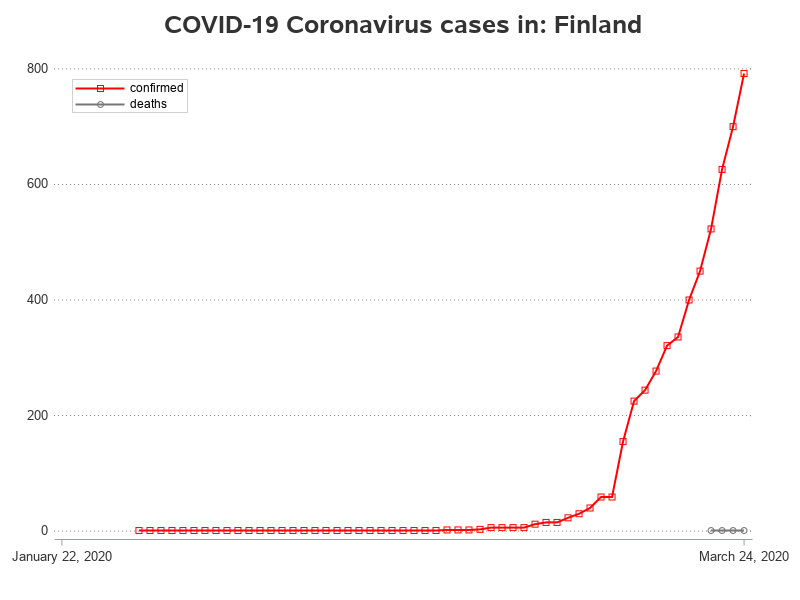 COVID-19 Coronavirus cases in: Finland
800
confirmed
deaths
600
400
200
0
January 22, 2020
March 24, 2020